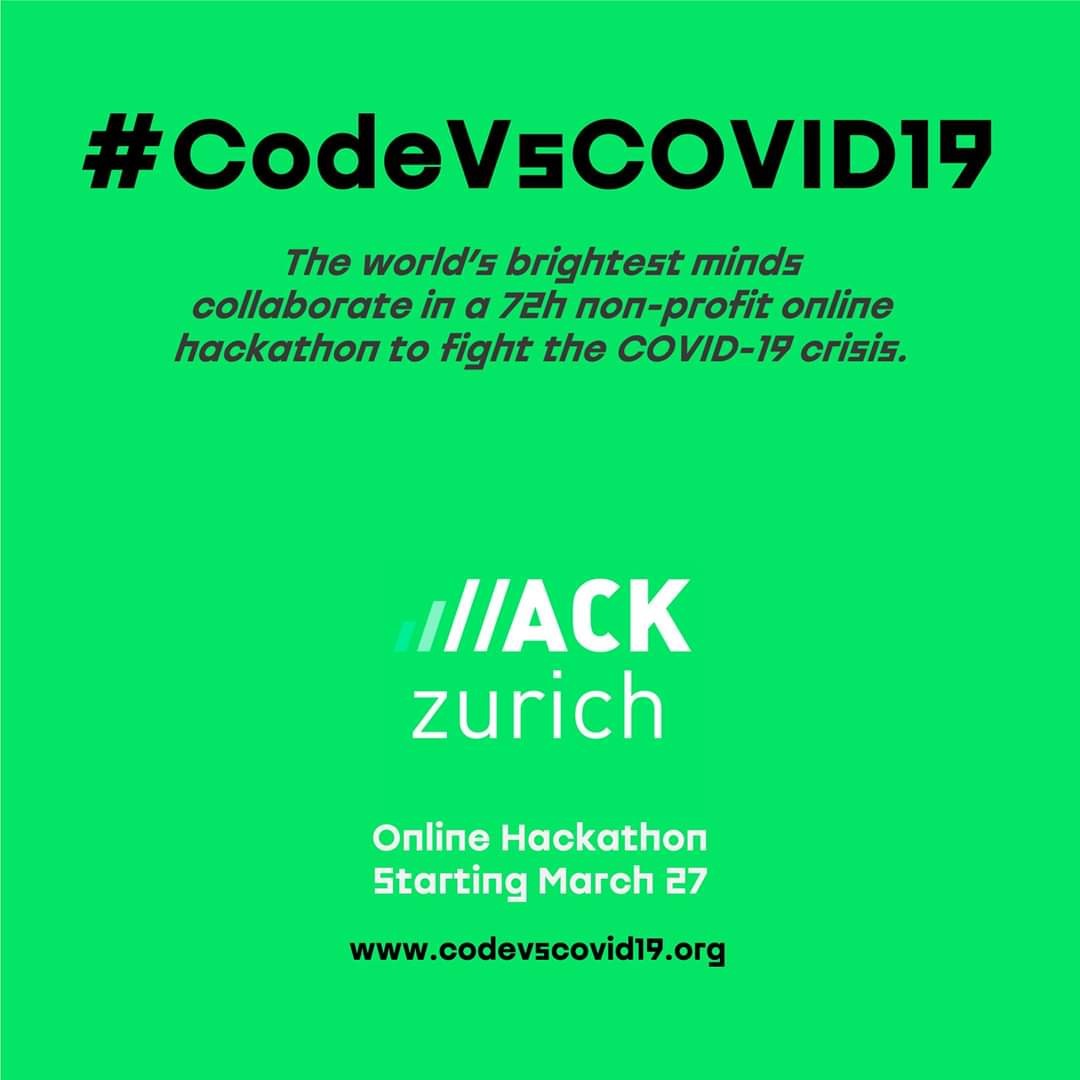 #CodeVsCOVID19
The world's brightest minds
collaborate in a 72h non-profit online
hackathon to fight the COVID-19 crisis.
////ACK
zurich
Online Hackathon
Starting March 27
www.codevscovid19.org